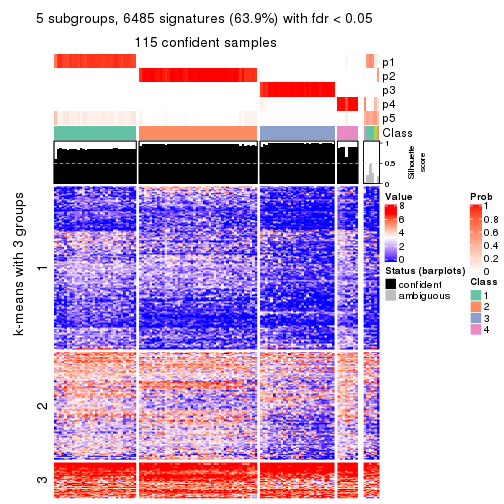 5 subgroups, 6485 signatures (63.9%) with fdr < 0.05
115 confident samples
p1
p2
p3
p4
p5
Class
1
0.5
0
Silhouette
score
k-means with 3 groups
1
2
3
Value
8
6
4
2
0
Status (barplots)
confident
ambiguous
Prob
1
0.8
0.6
0.4
0.2
0
Class
1
2
3
4